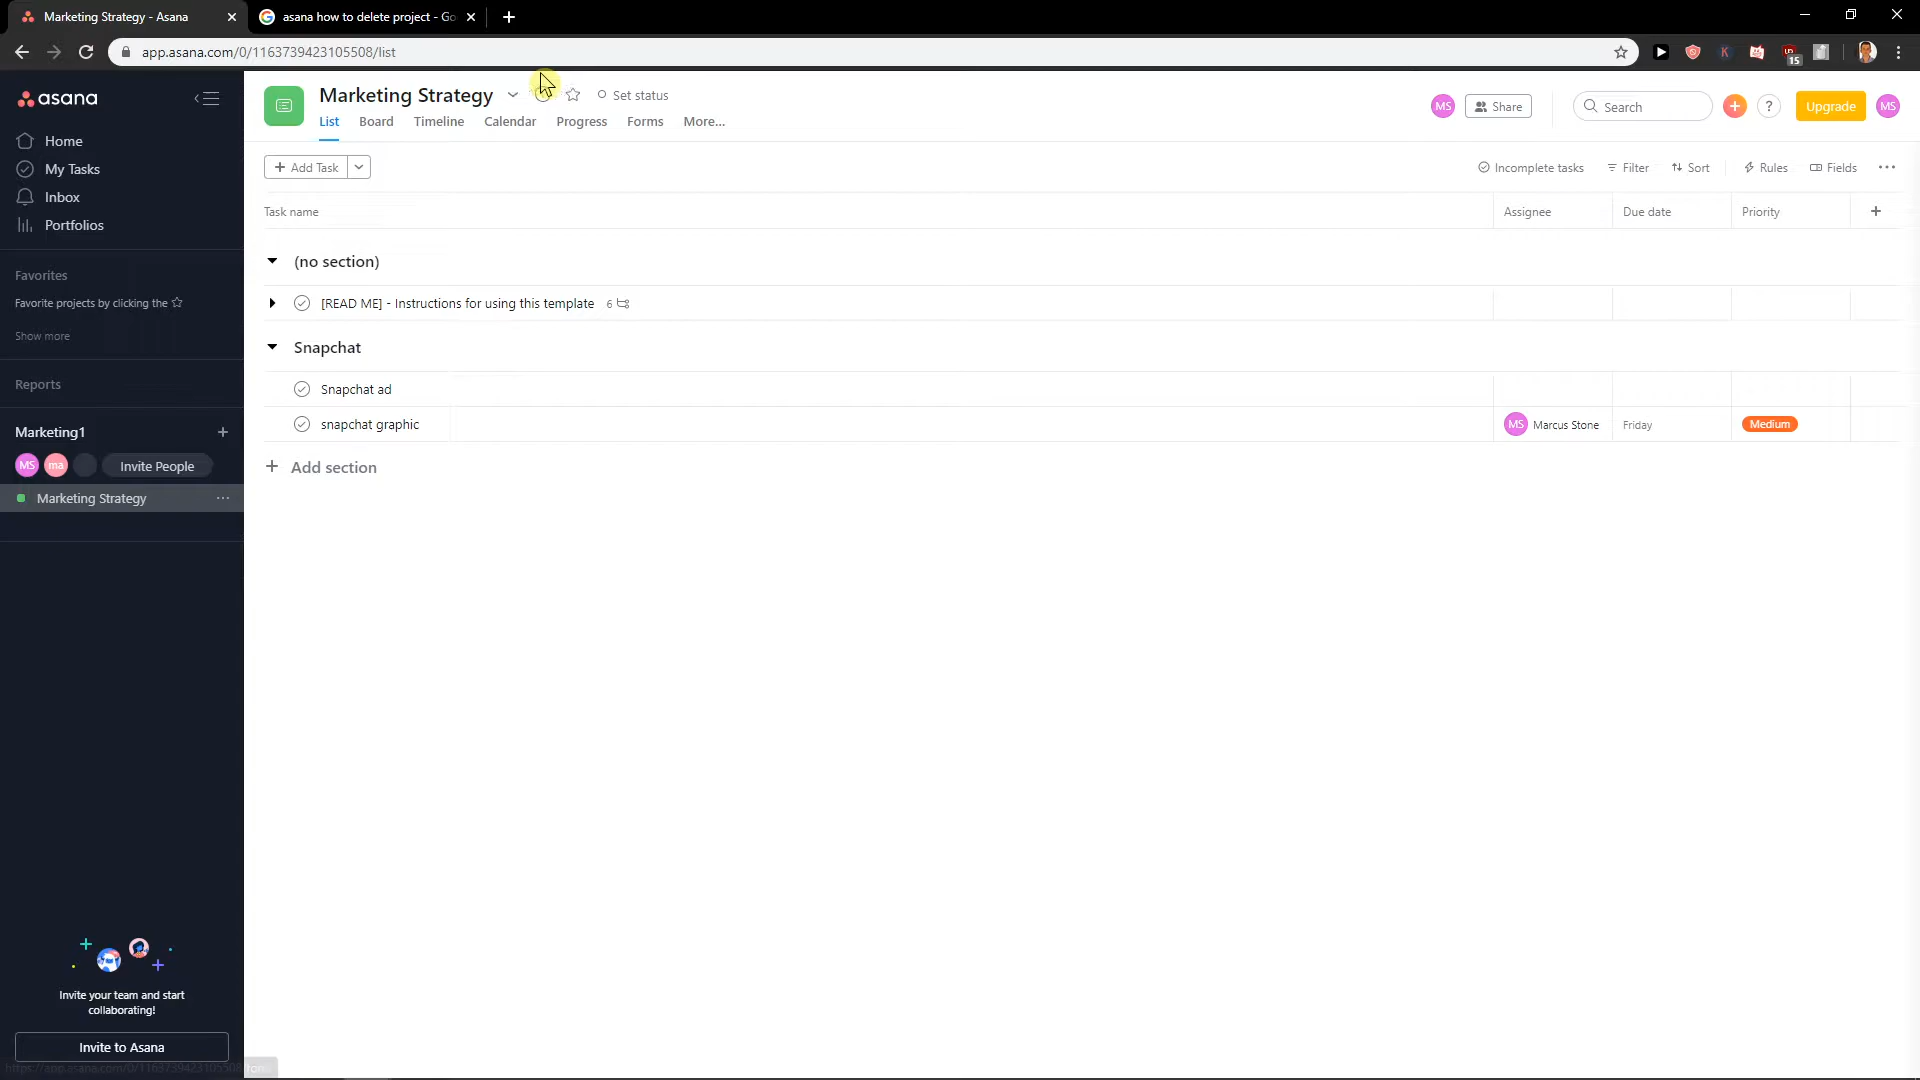 Marketing Strategy - Asana
asana how to delete project - Go
app.asana.com/0/1163739423105508/list
15
asana
Home
My Tasks
Inbox
Portfolios
Favorites
Favorite projects by clicking the
Show more
Reports
Marketing1
MS ma Invite People
Marketing Strategy
Invite your team and start
collaborating!
Invite to Asana
Marketing Strategy
Set status
List Board Timeline Calendar Progress Forms More...
MS Share Search ? Upgrade MS
Add Task
Incomplete tasks Filter Sort Rules Fields
Task name Assignee Due date Priority
(no section)
[READ ME] - Instructions for using this template 6
Snapchat
Snapchat ad
snapchat graphic MS Marcus Stone Friday Medium
Add section